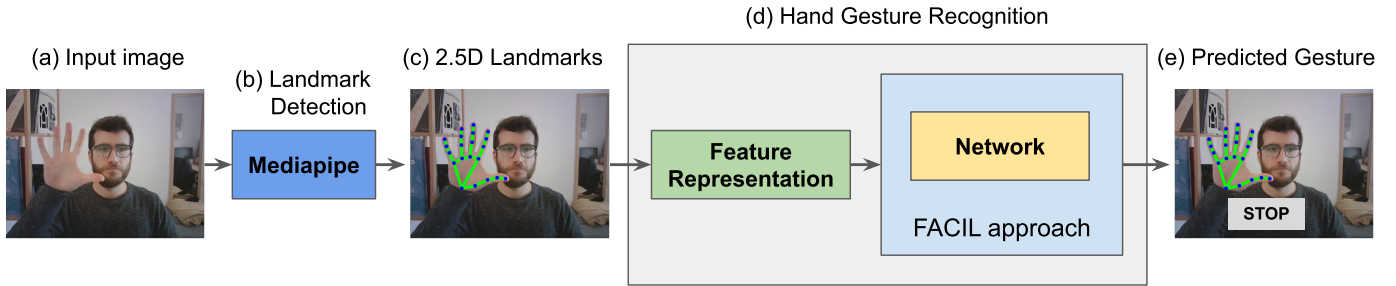 (d) Hand Gesture Recognition
(a) Input image
(b) Landmark
Detection
(c) 2.5D Landmarks
(e) Predicted Gesture
Mediapipe
Feature
Representation
Network
FACIL approach
STOP